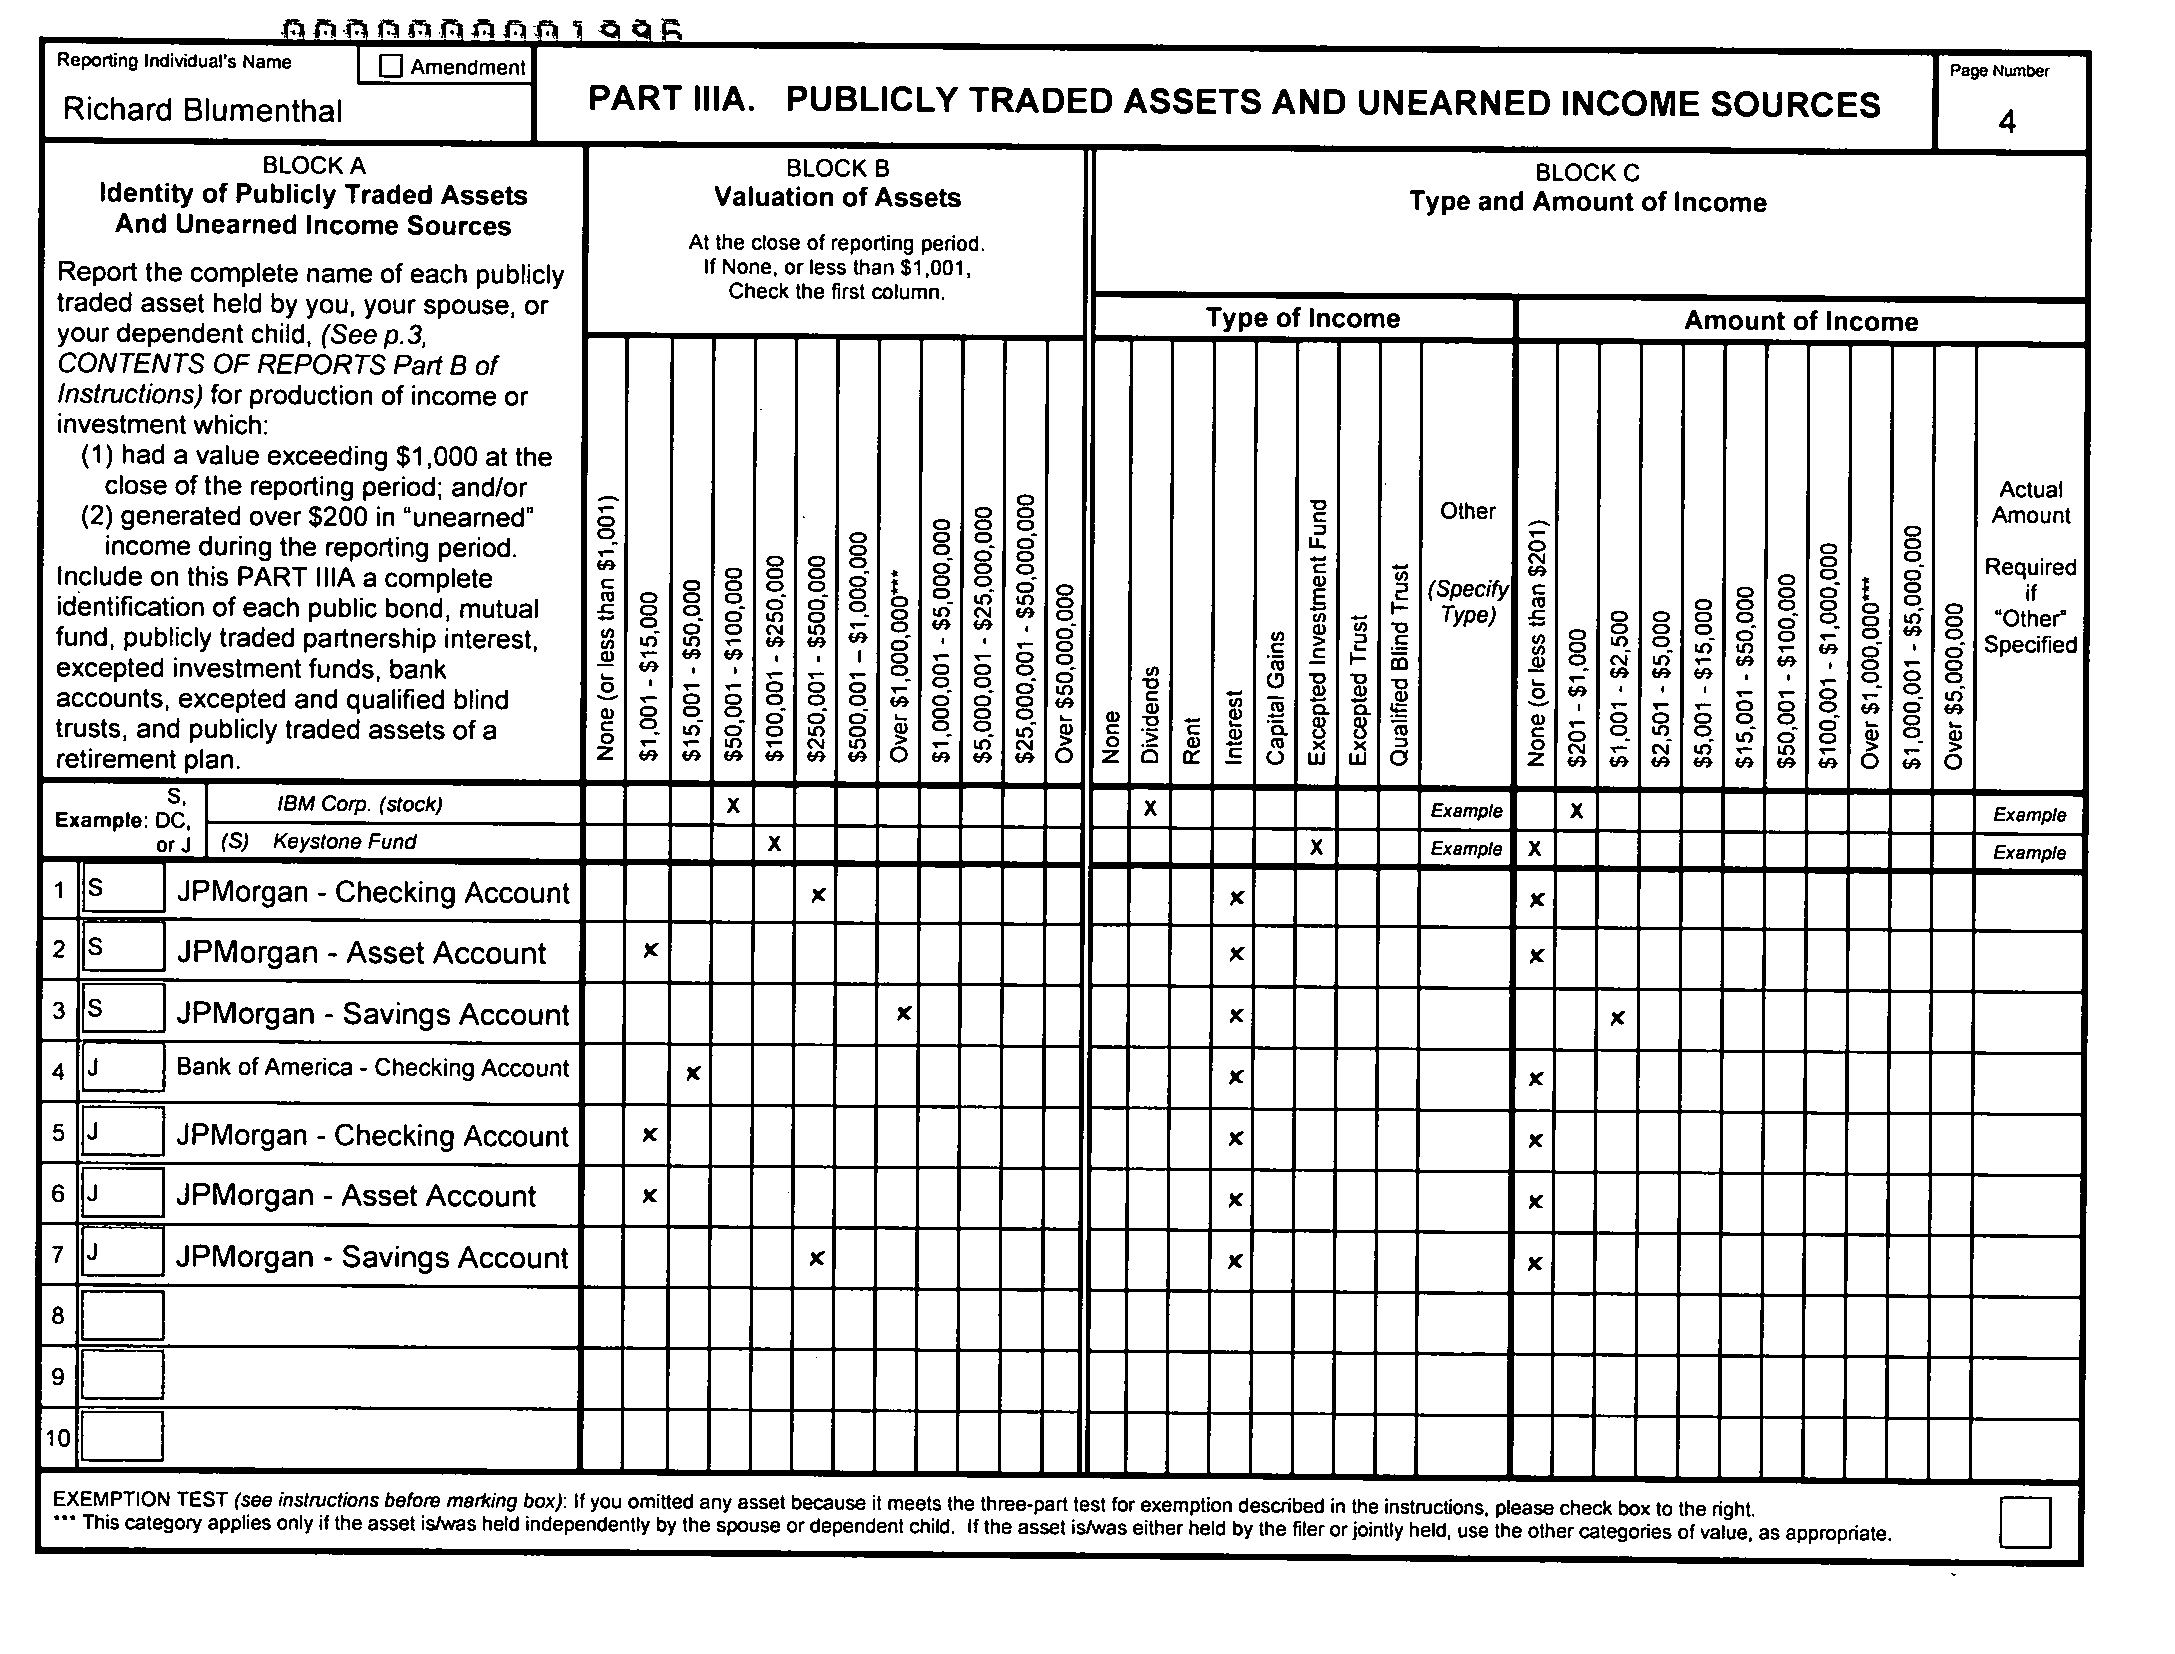 Reporting Individual's Name
Amendment
Richard Blumenthal
PART IIIA. PUBLICLY TRADED ASSETS AND UNEARNED INCOME SOURCES
Page Number
4
BLOCK A
Identity of Publicly Traded Assets
And Unearned Income Sources
Report the complete name of each publicly
traded asset held by you, your spouse, or
your dependent child, (See p.3,
CONTENTS OF REPORTS Part B of
Instructions) for production of income or
investment which:
(1) had a value exceeding $1,000 at the
close of the reporting period; and/or
(2) generated over $200 in "unearned"
income during the reporting period.
Include on this PART IIIA a complete
identification of each public bond, mutual
fund, publicly traded partnership interest,
excepted investment funds, bank
accounts, excepted and qualified blind
trusts, and publicly traded assets of a
retirement plan.
BLOCK B
Valuation of Assets
At the close of reporting period.
If None, or less than $1,001,
Check the first column.
None (or less than $1,001)
$1,001 - $15,000
$15,001 - $50,000
$50,001 - $100,000
$100,001 - $250,000
$250,001 - $500,000
$500,001 – $1,000,000
Over $1,000,000***
$1,000,001 - $5,000,000
$5,000,001 - $25,000,000
$25,000,001 - $50,000,000
Over $50,000,000
BLOCK C
Type and Amount of Income
Type of Income
None
Dividends
Rent
Interest
Capital Gains
Excepted Investment Fund
Excepted Trust
Qualified Blind Trust
Other
(Specify
Type)
Amount of Income
None (or less than $201)
$201 - $1,000
$1,001 - $2,500
$2,501 - $5,000
$5,001 - $15,000
$15,001 - $50,000
$50,001 - $100,000
$100,001 - $1,000,000
Over $1,000,000***
$1,000,001 - $5,000,000
Over $5,000,000
Actual
Amount
Required
if
"Other"
Specified
Example: S, DC, or J
IBM Corp. (stock) X X Example X Example
(S) Keystone Fund X X Example X Example
1 S JPMorgan - Checking Account x x x
2 S JPMorgan - Asset Account x x x
3 S JPMorgan - Savings Account x x x
4 J Bank of America - Checking Account x x x
5 J JPMorgan - Checking Account x x x
6 J JPMorgan - Asset Account x x x
7 J JPMorgan - Savings Account x x x
8
9
10
EXEMPTION TEST (see instructions before marking box): If you omitted any asset because it meets the three-part test for exemption described in the instructions, please check box to the right.
*** This category applies only if the asset is/was held independently by the spouse or dependent child. If the asset is/was either held by the filer or jointly held, use the other categories of value, as appropriate.